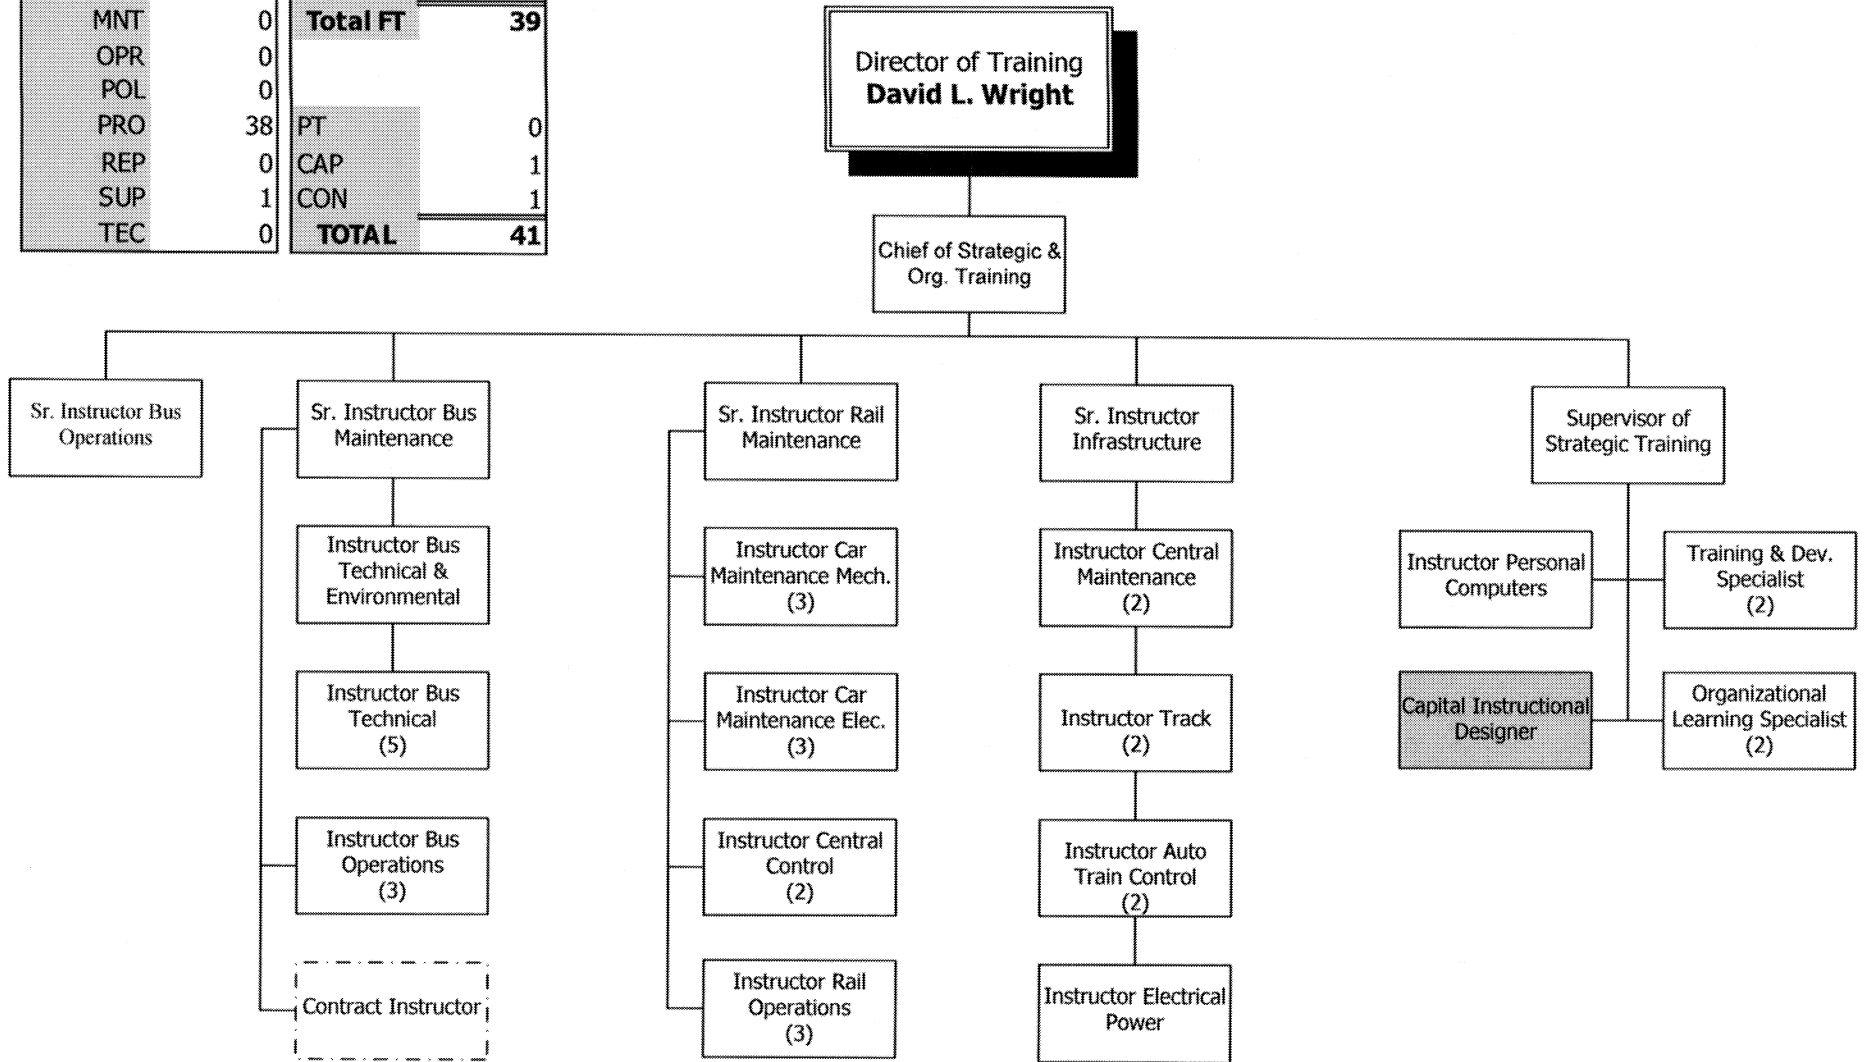 MNT 0
OPR 0
POL 0
PRO 38
REP 0
SUP 1
TEC 0
Total FT 39
PT 0
CAP 1
CON 1
TOTAL 41
Director of Training
David L. Wright
Chief of Strategic &
Org. Training
Sr. Instructor Bus
Operations
Sr. Instructor Bus
Maintenance
Instructor Bus
Technical &
Environmental
Instructor Bus
Technical
(5)
Instructor Bus
Operations
(3)
Contract Instructor
Sr. Instructor Rail
Maintenance
Instructor Car
Maintenance Mech.
(3)
Instructor Car
Maintenance Elec.
(3)
Instructor Central
Control
(2)
Instructor Rail
Operations
(3)
Sr. Instructor
Infrastructure
Instructor Central
Maintenance
(2)
Instructor Track
(2)
Instructor Auto
Train Control
(2)
Instructor Electrical
Power
Supervisor of
Strategic Training
Instructor Personal
Computers
Training & Dev.
Specialist
(2)
Capital Instructional
Designer
Organizational
Learning Specialist
(2)